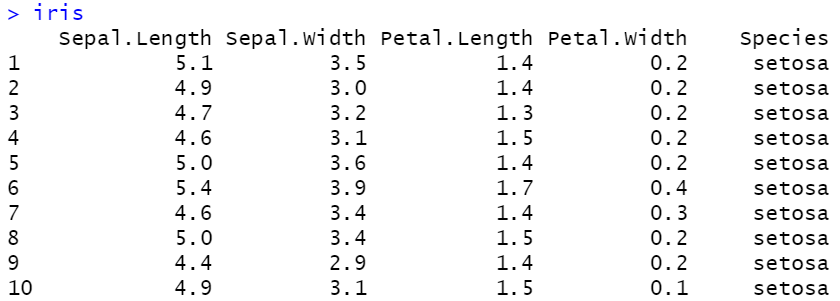 > iris
Sepal.Length Sepal.Width Petal.Length Petal.Width Species
1 5.1 3.5 1.4 0.2 setosa
2 4.9 3.0 1.4 0.2 setosa
3 4.7 3.2 1.3 0.2 setosa
4 4.6 3.1 1.5 0.2 setosa
5 5.0 3.6 1.4 0.2 setosa
6 5.4 3.9 1.7 0.4 setosa
7 4.6 3.4 1.4 0.3 setosa
8 5.0 3.4 1.5 0.2 setosa
9 4.4 2.9 1.4 0.2 setosa
10 4.9 3.1 1.5 0.1 setosa